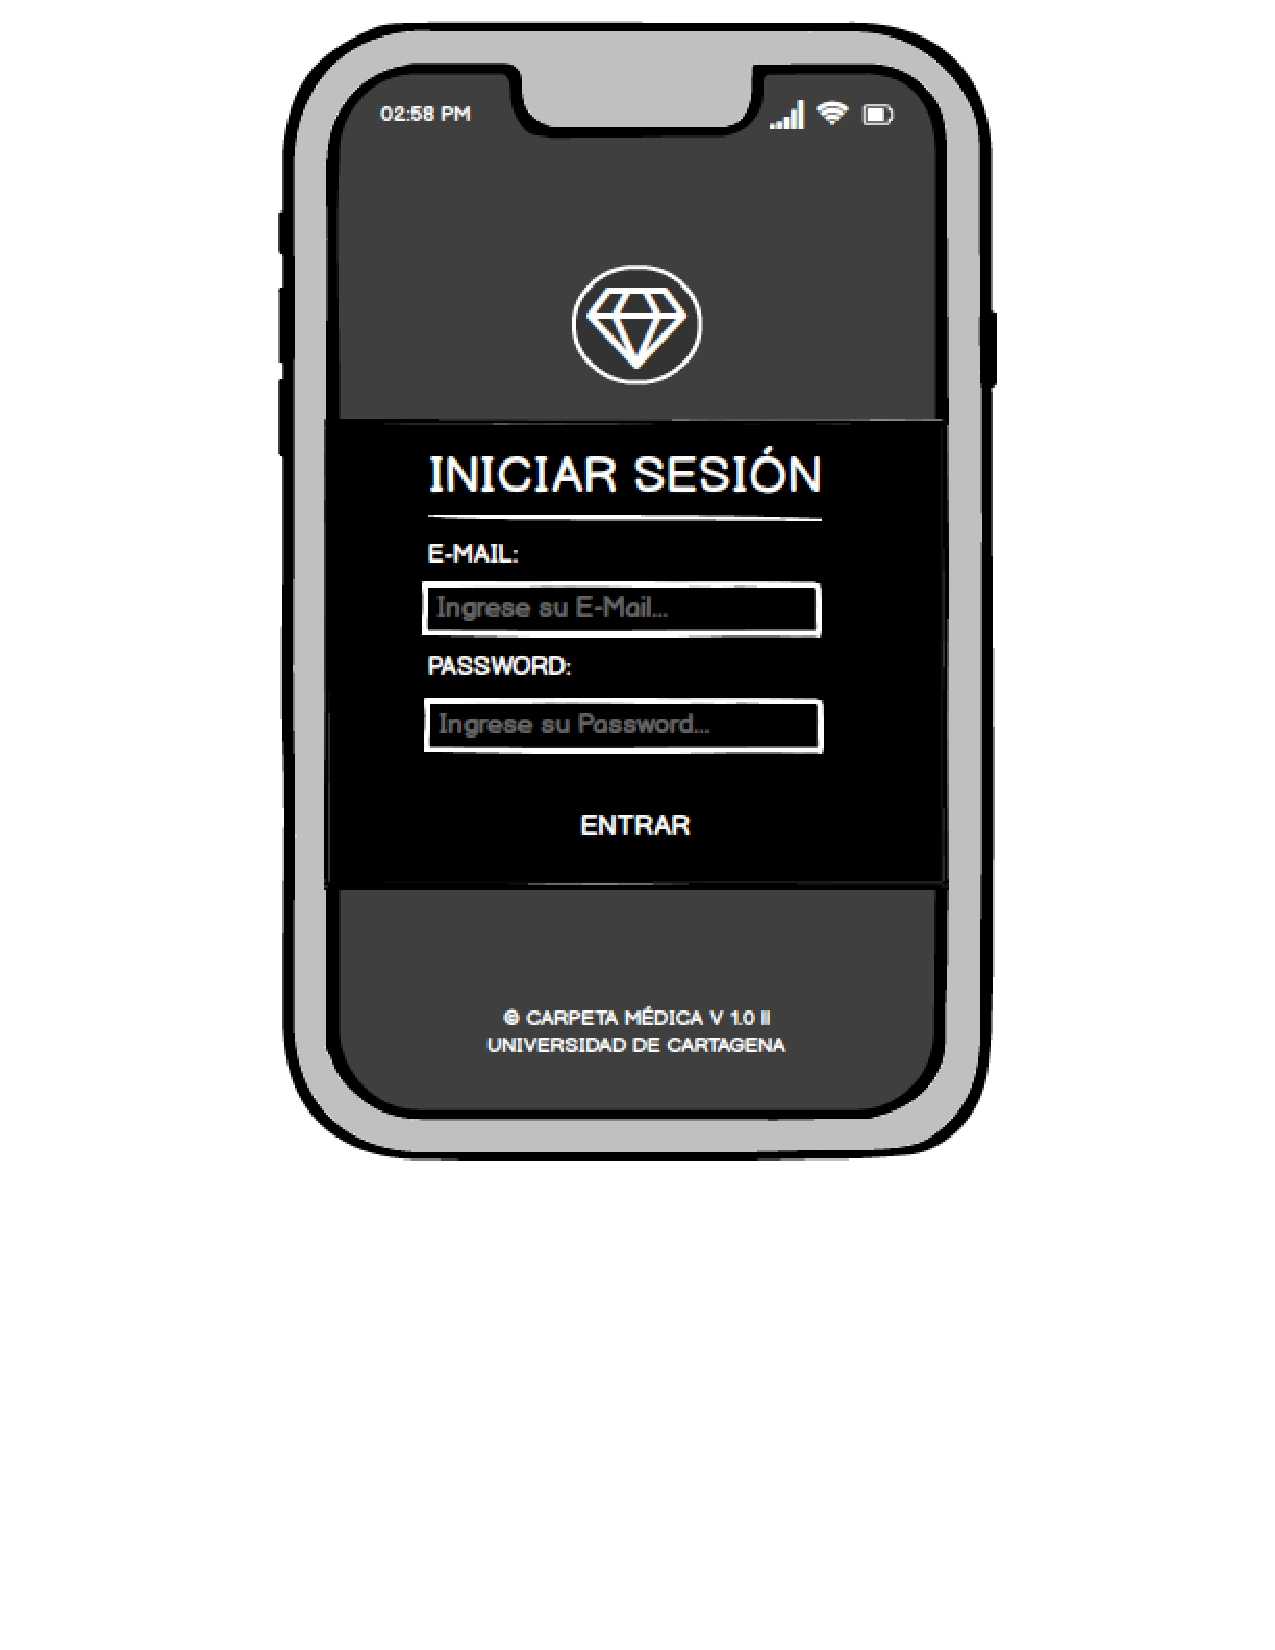 02:58 PM
INICIAR SESIÓN
E-MAIL:
Ingrese su E-Mail...
PASSWORD:
Ingrese su Password...
ENTRAR
© CARPETA MÉDICA V 1.0 ||
UNIVERSIDAD DE CARTAGENA